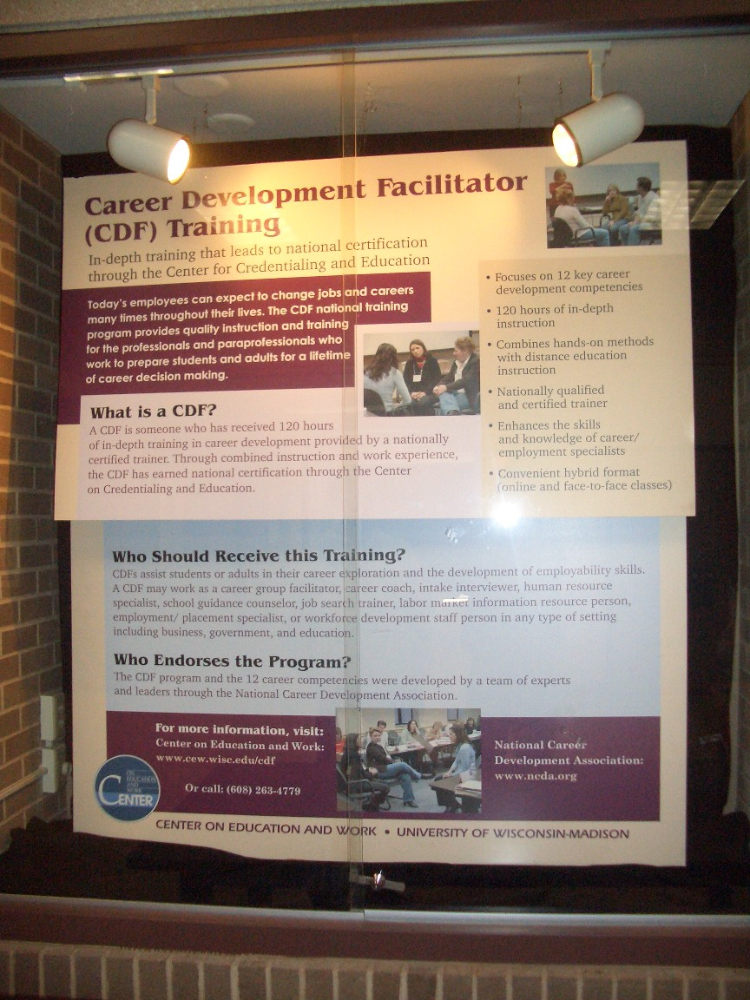 Career Development Facilitator
(CDF) Training
In-depth training that leads to national certification
through the Center for Credentialing and Education
Today's employees can expect to change jobs and careers
many times throughout their lives. The CDF national training
program provides quality instruction and training
for the professionals and paraprofessionals who
work to prepare students and adults for a lifetime
of career decision making.
What is a CDF?
A CDF is someone who has received 120 hours
of in-depth training in career development provided by a nationally
certified trainer. Through combined instruction and work experience,
the CDF has earned national certification through the Center
on Credentialing and Education.
• Focuses on 12 key career
development competencies
• 120 hours of in-depth
instruction
• Combines hands-on methods
with distance education
instruction
• Nationally qualified
and certified trainer
• Enhances the skills
and knowledge of career/
employment specialists
• Convenient hybrid format
(online and face-to-face classes)
Who Should Receive this Training?
CDFs assist students or adults in their career exploration and the development of employability skills.
A CDF may work as a career group facilitator, career coach, intake interviewer, human resource
specialist, school guidance counselor, job search trainer, labor market information resource person,
employment/ placement specialist, or workforce development staff person in any type of setting
including business, government, and education.
Who Endorses the Program?
The CDF program and the 12 career competencies were developed by a team of experts
and leaders through the National Career Development Association.
For more information, visit:
Center on Education and Work:
www.cew.wisc.edu/cdf
Or call: (608) 263-4779
National Career
Development Association:
www.ncda.org
CENTER
ON
EDUCATION
AND
WORK
CENTER ON EDUCATION AND WORK • UNIVERSITY OF WISCONSIN-MADISON